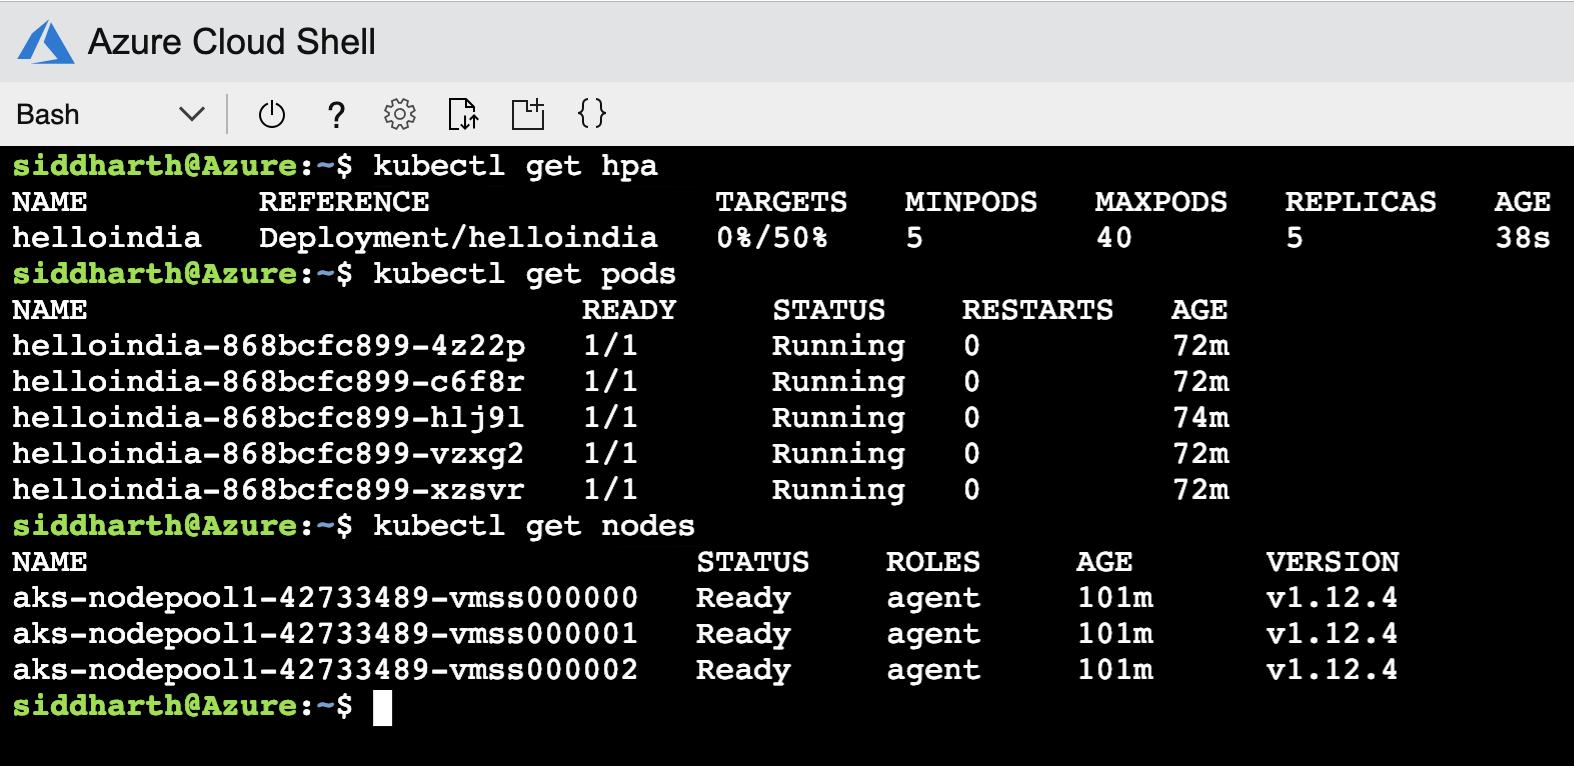 Azure Cloud Shell
Bash ? {}
siddharth@Azure:~$ kubectl get hpa
NAME REFERENCE TARGETS MINPODS MAXPODS REPLICAS AGE
helloindia Deployment/helloindia 0%/50% 5 40 5 38s
siddharth@Azure:~$ kubectl get pods
NAME READY STATUS RESTARTS AGE
helloindia-868bcfc899-4z22p 1/1 Running 0 72m
helloindia-868bcfc899-c6f8r 1/1 Running 0 72m
helloindia-868bcfc899-hlj9l 1/1 Running 0 74m
helloindia-868bcfc899-vzxg2 1/1 Running 0 72m
helloindia-868bcfc899-xzsvr 1/1 Running 0 72m
siddharth@Azure:~$ kubectl get nodes
NAME STATUS ROLES AGE VERSION
aks-nodepool1-42733489-vmss000000 Ready agent 101m v1.12.4
aks-nodepool1-42733489-vmss000001 Ready agent 101m v1.12.4
aks-nodepool1-42733489-vmss000002 Ready agent 101m v1.12.4
siddharth@Azure:~$